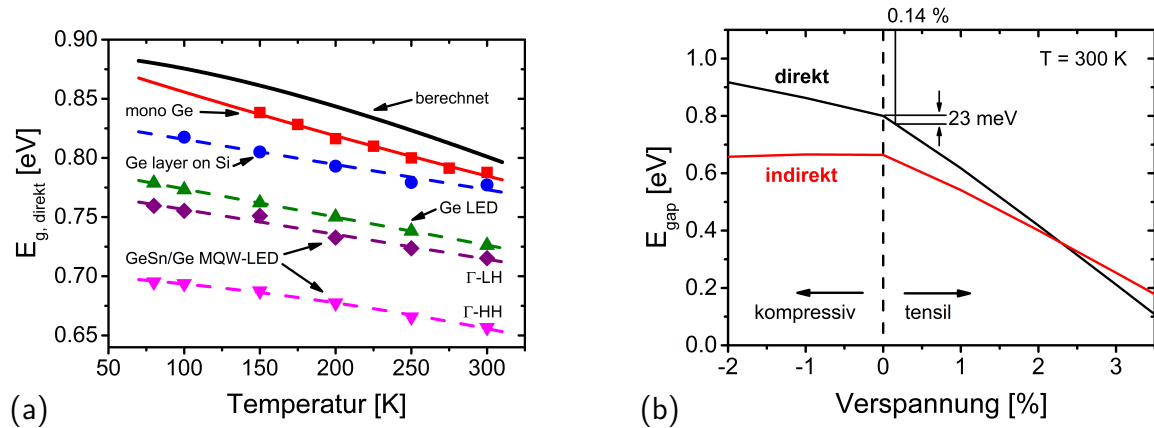 0.90
0.85
0.80
0.75
0.70
0.65
E g, direkt [eV]
50 100 150 200 250 300
Temperatur [K]
berechnet
mono Ge
Ge layer on Si
Ge LED
GeSn/Ge MQW-LED
Γ-LH
Γ-HH
(a)
0.14 %
1.0
0.8
0.6
0.4
0.2
0.0
E gap [eV]
T = 300 K
direkt
23 meV
indirekt
kompressiv tensil
-2 -1 0 1 2 3
Verspannung [%]
(b)